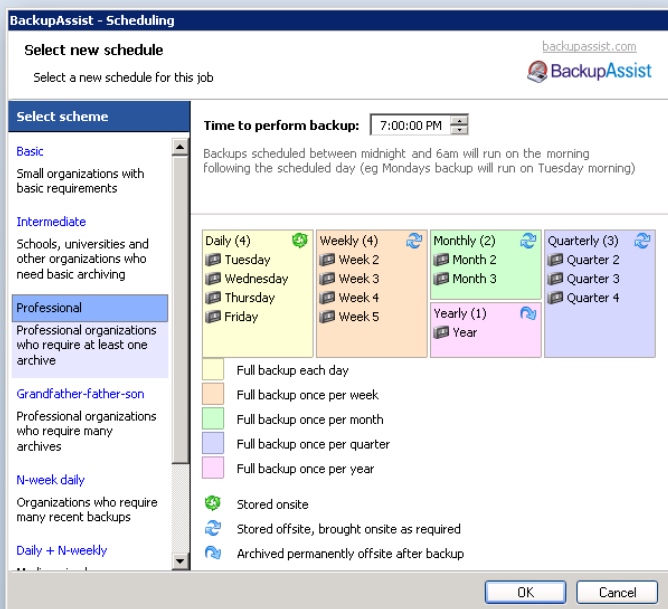 BackupAssist - Scheduling
Select new schedule
backupassist.com
Select a new schedule for this job
BackupAssist
Select scheme
Basic
Small organizations with
basic requirements
Intermediate
Schools, universities and
other organizations who
need basic archiving
Professional
Professional organizations
who require at least one
archive
Grandfather-father-son
Professional organizations
who require many
archives
N-week daily
Organizations who require
many recent backups
Daily + N-weekly
Time to perform backup: 7:00:00 PM
Backups scheduled between midnight and 6am will run on the morning
following the scheduled day (eg Mondays backup will run on Tuesday morning)
Daily (4)
Tuesday
Wednesday
Thursday
Friday
Weekly (4)
Week 2
Week 3
Week 4
Week 5
Monthly (2)
Month 2
Month 3
Yearly (1)
Year
Quarterly (3)
Quarter 2
Quarter 3
Quarter 4
Full backup each day
Full backup once per week
Full backup once per month
Full backup once per quarter
Full backup once per year
Stored onsite
Stored offsite, brought onsite as required
Archived permanently offsite after backup
OK
Cancel